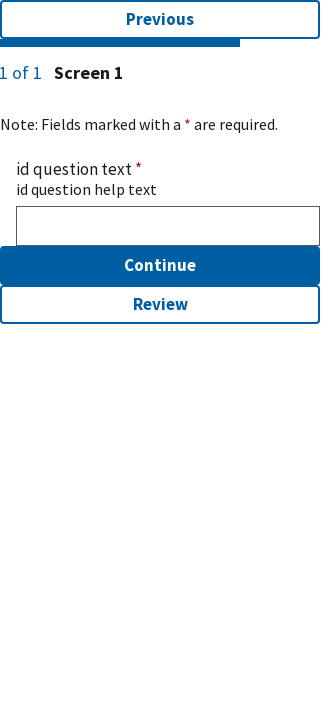 Previous
1 of 1 Screen 1
Note: Fields marked with a * are required.
id question text *
id question help text
Continue
Review